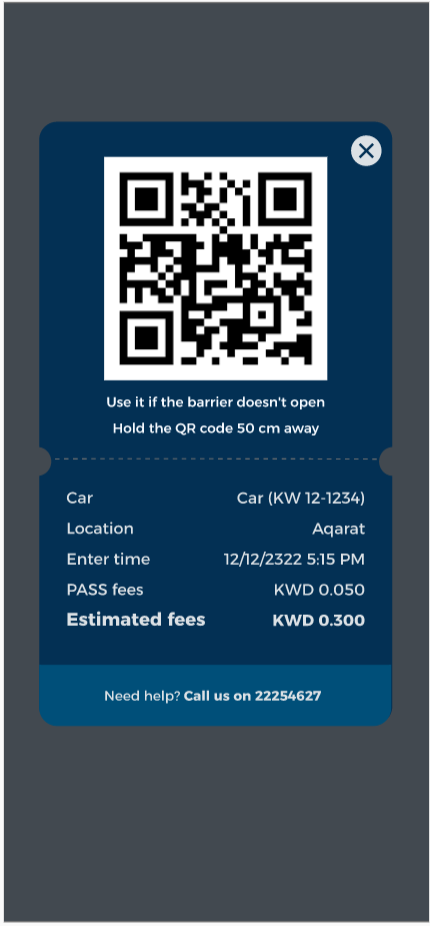 Use it if the barrier doesn't open
Hold the QR code 50 cm away
Car Car (KW 12-1234)
Location Aqarat
Enter time 12/12/2322 5:15 PM
PASS fees KWD 0.050
Estimated fees KWD 0.300
Need help? Call us on 22254627